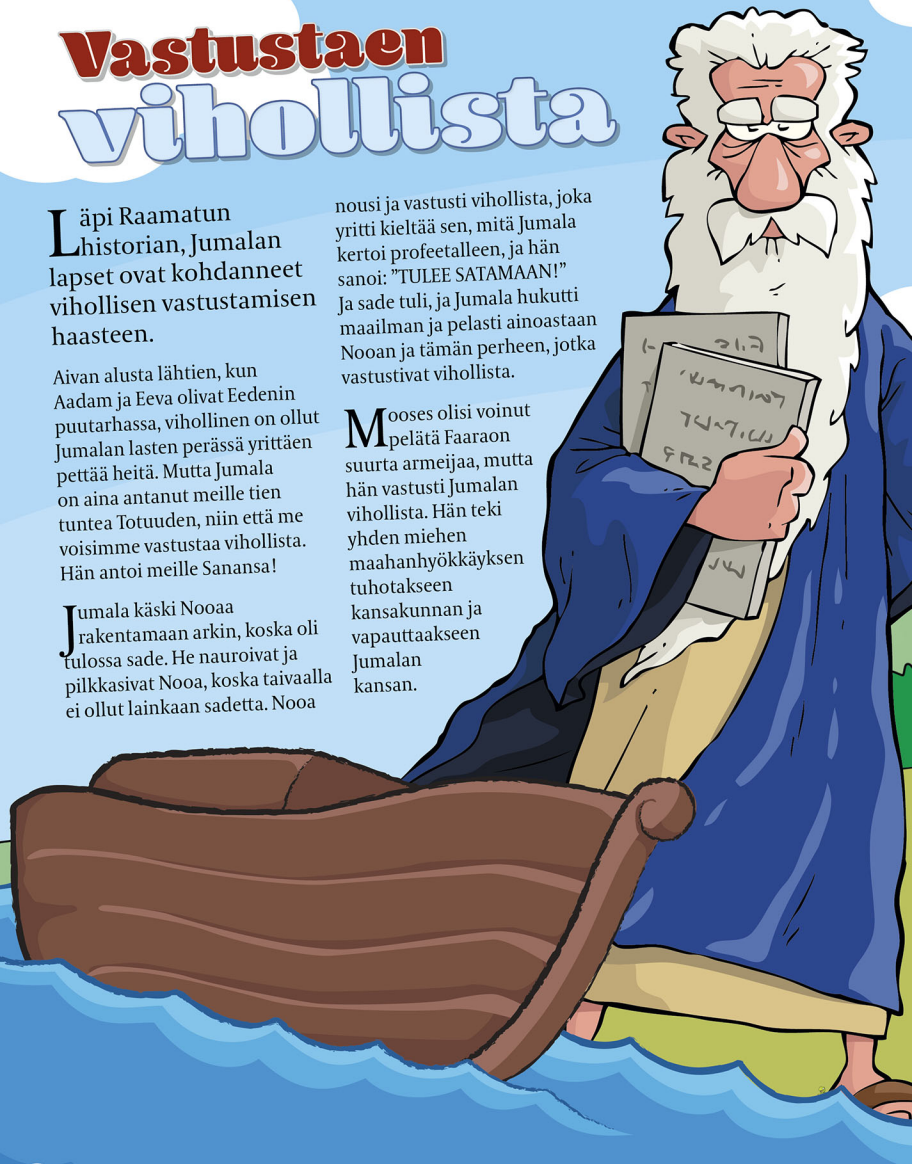 Vastustaen
vihollista
Läpi Raamatun
historian, Jumalan
lapset ovat kohdanneet
vihollisen vastustamisen
haasteen.
Aivan alusta lähtien, kun
Aadam ja Eeva olivat Eedenin
puutarhassa, vihollinen on ollut
Jumalan lasten perässä yrittäen
pettää heitä. Mutta Jumala
on aina antanut meille tien
tuntea Totuuden, niin että me
voisimme vastustaa vihollista.
Hän antoi meille Sanansa!
Jumala käski Nooaa
rakentamaan arkin, koska oli
tulossa sade. He nauroivat ja
pilkkasivat Nooa, koska taivaalla
ei ollut lainkaan sadetta. Nooa
nousi ja vastusti vihollista, joka
yritti kieltää sen, mitä Jumala
kertoi profeetalleen, ja hän
sanoi: ”TULEE SATAMAAN!”
Ja sade tuli, ja Jumala hukutti
maailman ja pelasti ainoastaan
Nooan ja tämän perheen, jotka
vastustivat vihollista.
Mooses olisi voinut
pelätä Faaraon
suurta armeijaa, mutta
hän vastusti Jumalan
vihollista. Hän teki
yhden miehen
maahanhyökkäyksen
tuhotakseen
kansakunnan ja
vapauttaakseen
Jumalan
kansan.